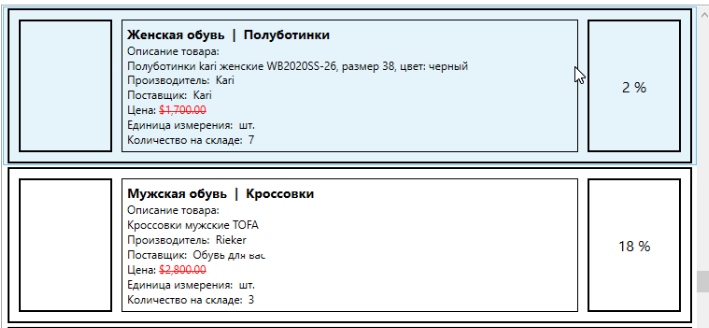 Женская обувь | Полуботинки
Описание товара:
Полуботинки kari женские WB2020SS-26, размер 38, цвет: черный
Производитель: Kari
Поставщик: Kari
Цена: $1,700.00
Единица измерения: шт.
Количество на складе: 7
2 %
Мужская обувь | Кроссовки
Описание товара:
Кроссовки мужские TOFA
Производитель: Rieker
Поставщик: Обувь для вас
Цена: $2,800.00
Единица измерения: шт.
Количество на складе: 3
18 %